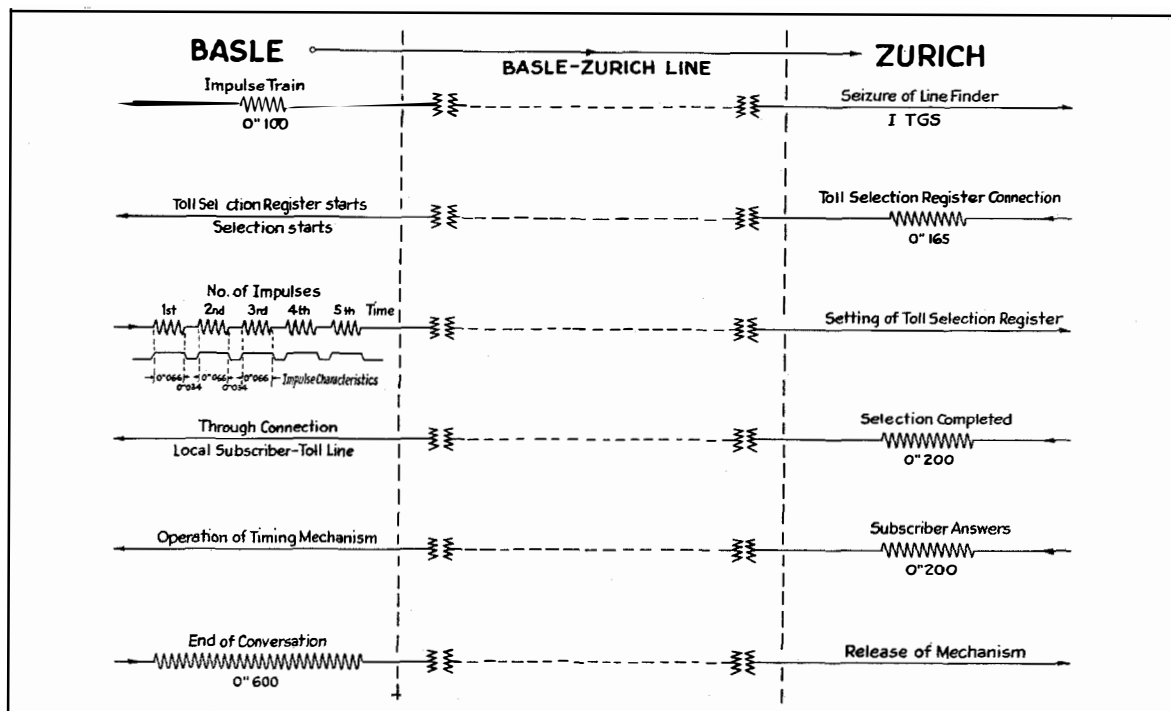 BASLE
BASLE-ZURICH LINE
ZURICH
Impulse Train
0"100
Seizure of Line Finder
I TGS
Toll Sel ction Register starts
Selection starts
Toll Selection Register Connection
0"165
No. of Impulses
1st 2nd 3rd 4th 5th Time
Setting of Toll Selection Register
0"066 0"066 0"066 Impulse Characteristics
0"034 0"034
Through Connection
Local Subscriber-Toll Line
Selection Completed
0"200
Operation of Timing Mechanism
Subscriber Answers
0"200
End of Conversation
0"600
Release of Mechanism